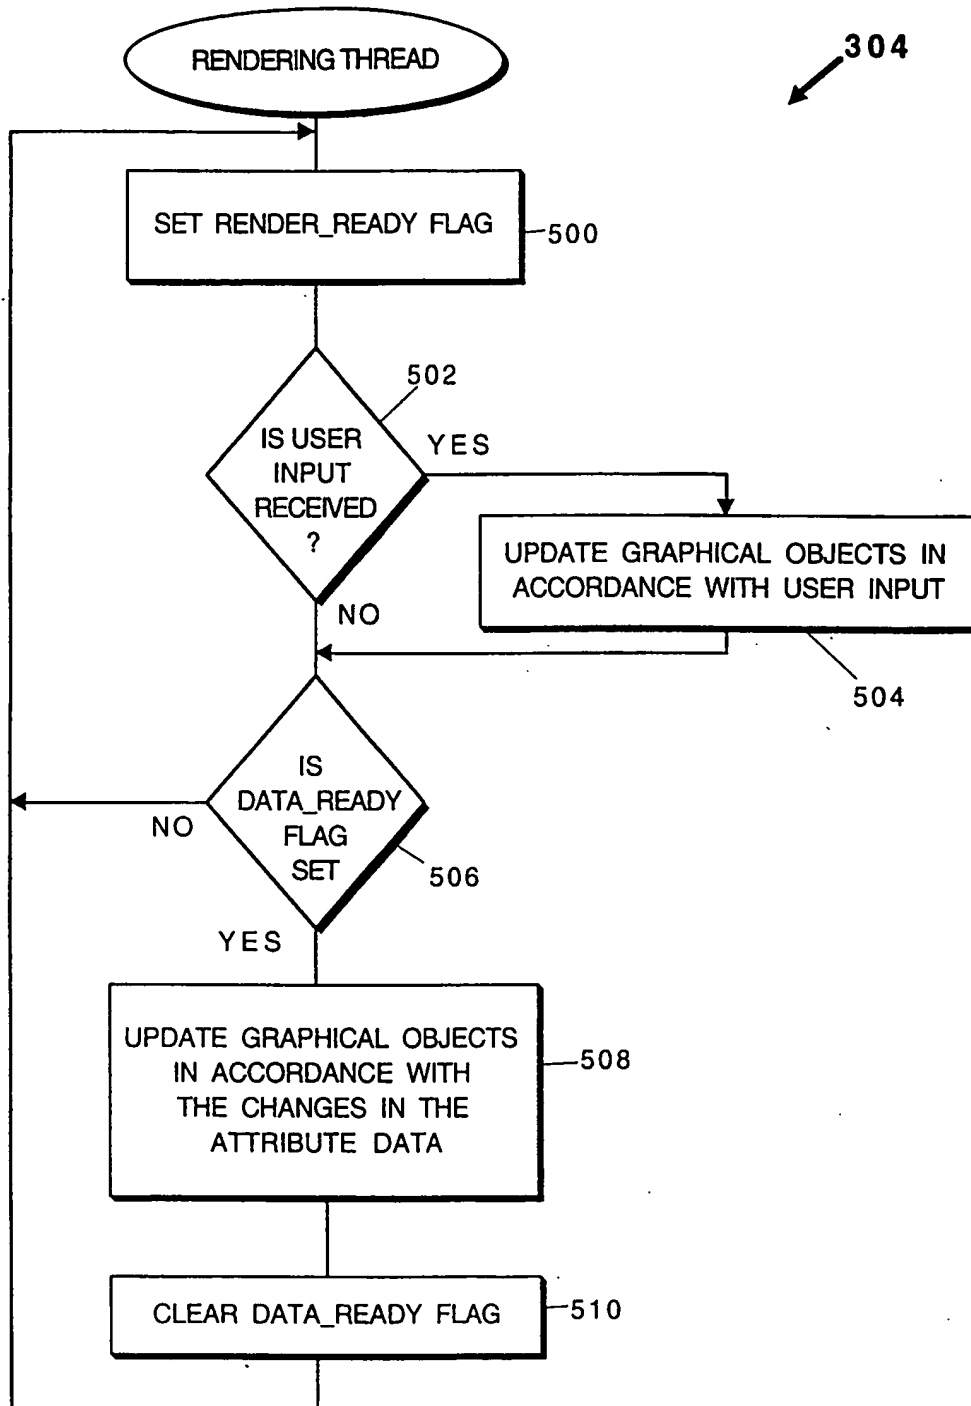 RENDERING THREAD
304
SET RENDER_READY FLAG
500
502
IS USER
INPUT
RECEIVED
?
YES
NO
UPDATE GRAPHICAL OBJECTS IN
ACCORDANCE WITH USER INPUT
504
IS
DATA_READY
FLAG
SET
NO
506
YES
UPDATE GRAPHICAL OBJECTS
IN ACCORDANCE WITH
THE CHANGES IN THE
ATTRIBUTE DATA
508
CLEAR DATA_READY FLAG
510